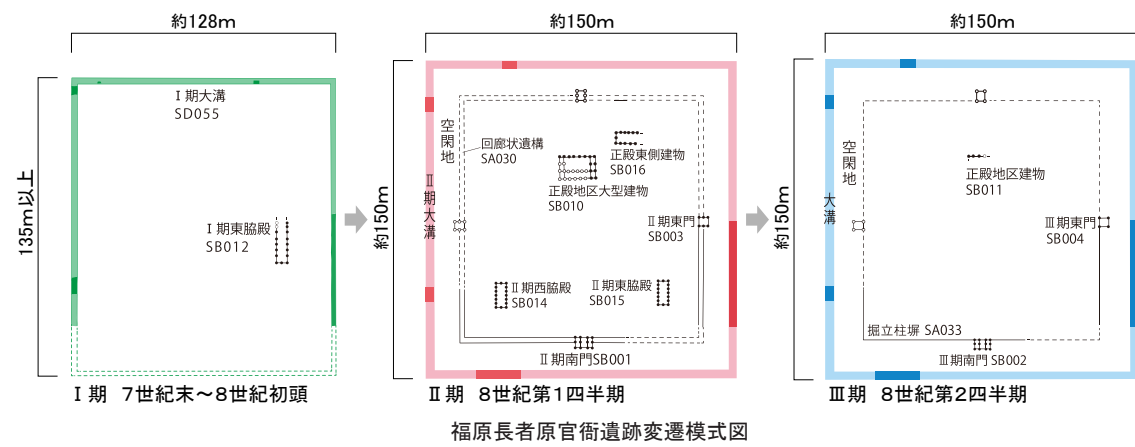 約128m
135m以上
Ⅰ期大溝
SD055
Ⅰ期東脇殿
SB012
Ⅰ期 7世紀末～8世紀初頭
約150m
約150m
Ⅱ期大溝
空閑地
回廊状遺構
SA030
正殿東側建物
SB016
正殿地区大型建物
SB010
Ⅱ期東門
SB003
Ⅱ期西脇殿
SB014
Ⅱ期東脇殿
SB015
Ⅱ期南門SB001
Ⅱ期 8世紀第1四半期
約150m
約150m
大溝
空閑地
正殿地区建物
SB011
Ⅲ期東門
SB004
掘立柱塀 SA033
Ⅲ期南門 SB002
Ⅲ期 8世紀第2四半期
福原長者原官衙遺跡変遷模式図